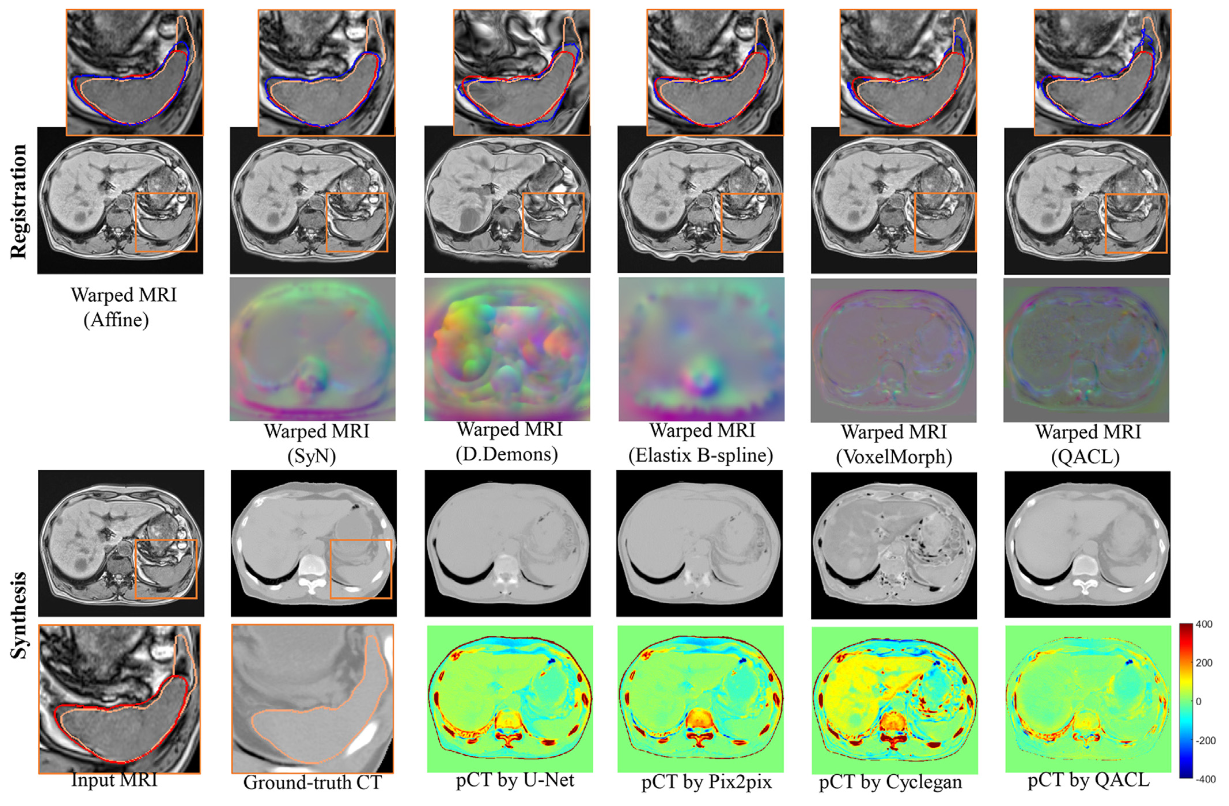 Registration
Warped MRI
(Affine)
Warped MRI
(SyN)
Warped MRI
(D.Demons)
Warped MRI
(Elastix B-spline)
Warped MRI
(VoxelMorph)
Warped MRI
(QACL)
Synthesis
400
200
0
-200
-400
Input MRI
Ground-truth CT
pCT by U-Net
pCT by Pix2pix
pCT by Cyclegan
pCT by QACL